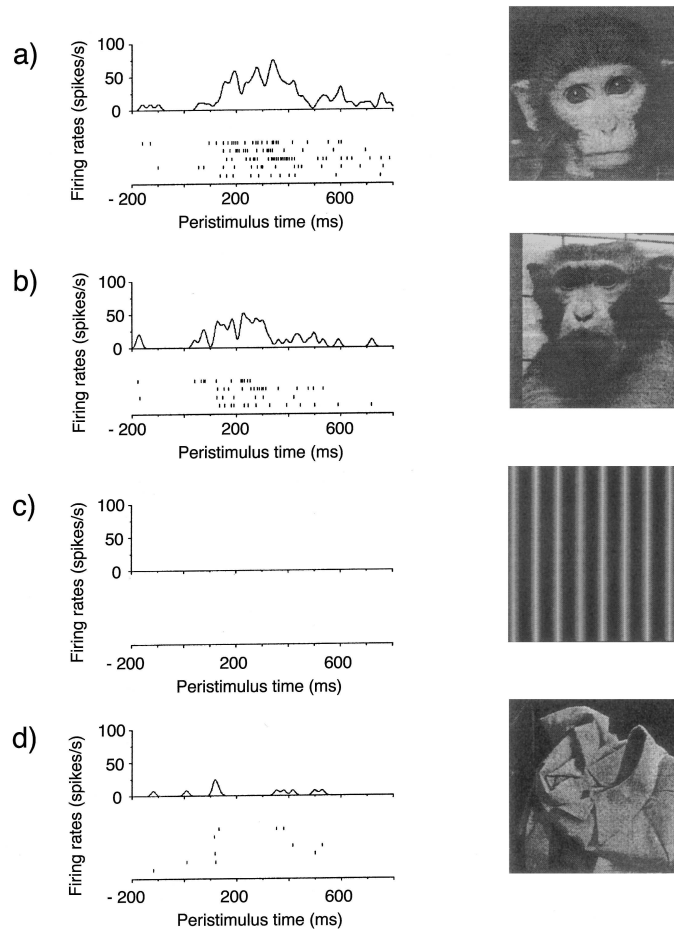 a)
Firing rates (spikes/s)
100
50
0
- 200 200 600
Peristimulus time (ms)
b)
Firing rates (spikes/s)
100
50
0
- 200 200 600
Peristimulus time (ms)
c)
Firing rates (spikes/s)
100
50
0
- 200 200 600
Peristimulus time (ms)
d)
Firing rates (spikes/s)
100
50
0
- 200 200 600
Peristimulus time (ms)